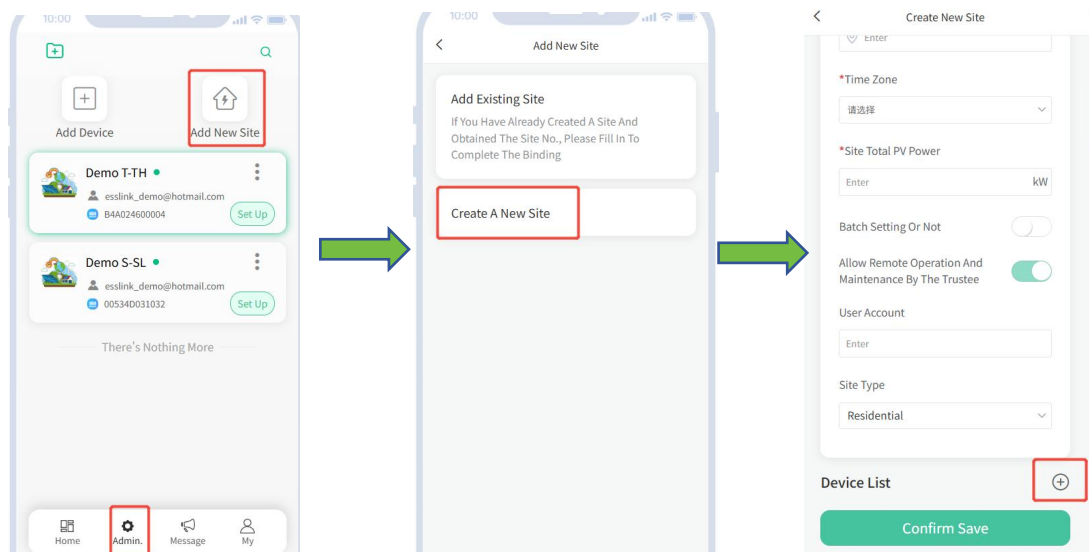 10:00
Add Device
Add New Site
Demo T-TH
esslink_demo@hotmail.com
B4A024600004
Set Up
Demo S-SL
esslink_demo@hotmail.com
00534D031032
Set Up
There's Nothing More
Home
Admin.
Message
My
10:00
Add New Site
Add Existing Site
If You Have Already Created A Site And
Obtained The Site No., Please Fill In To
Complete The Binding
Create A New Site
Create New Site
Enter
*Time Zone
请选择
*Site Total PV Power
Enter
kW
Batch Setting Or Not
Allow Remote Operation And
Maintenance By The Trustee
User Account
Enter
Site Type
Residential
Device List
Confirm Save